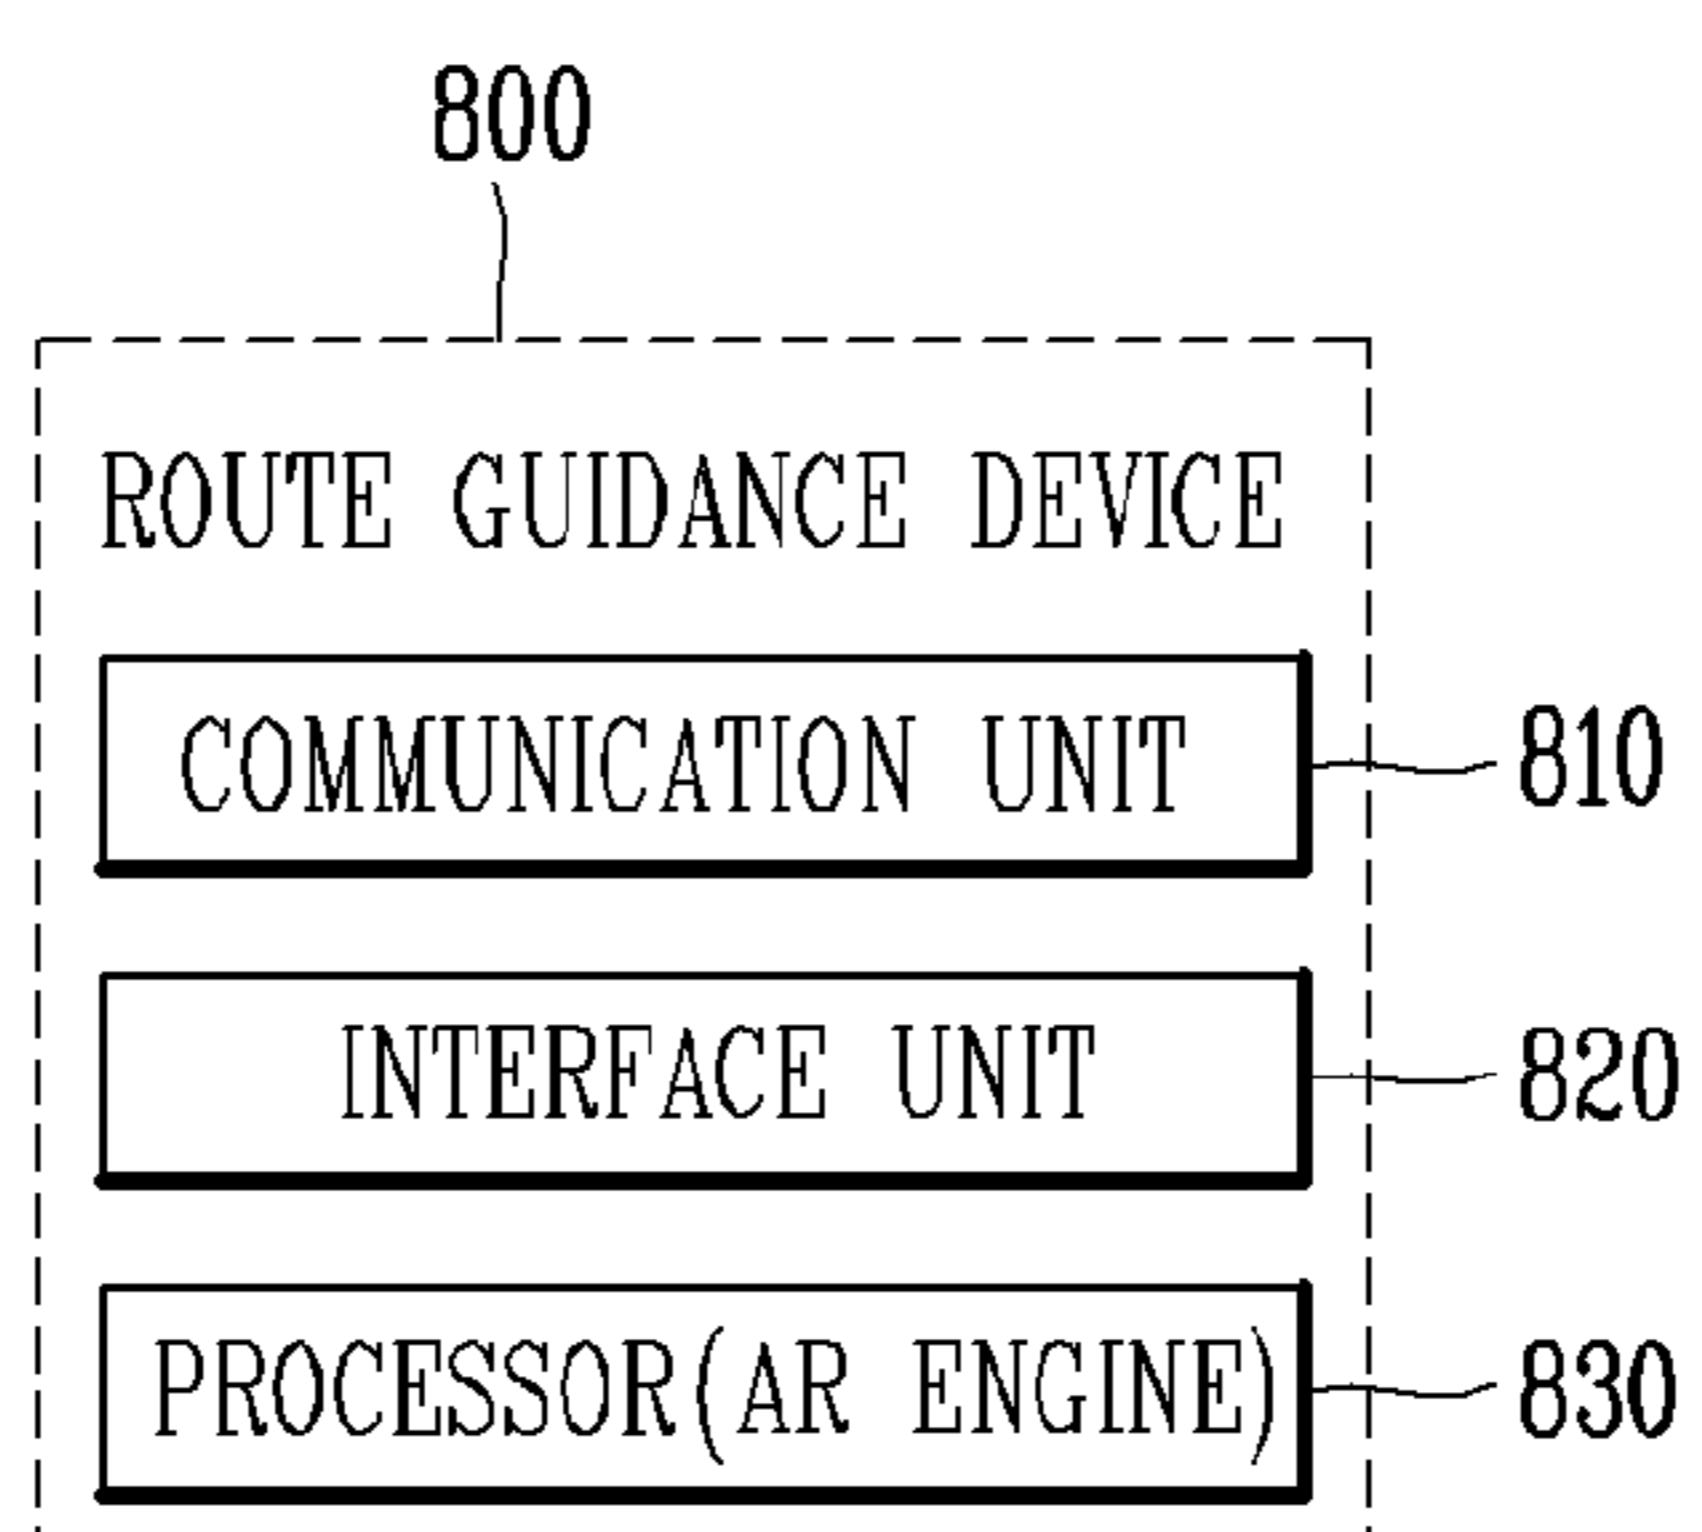 800
ROUTE GUIDANCE DEVICE
COMMUNICATION UNIT 810
INTERFACE UNIT 820
PROCESSOR(AR ENGINE) 830